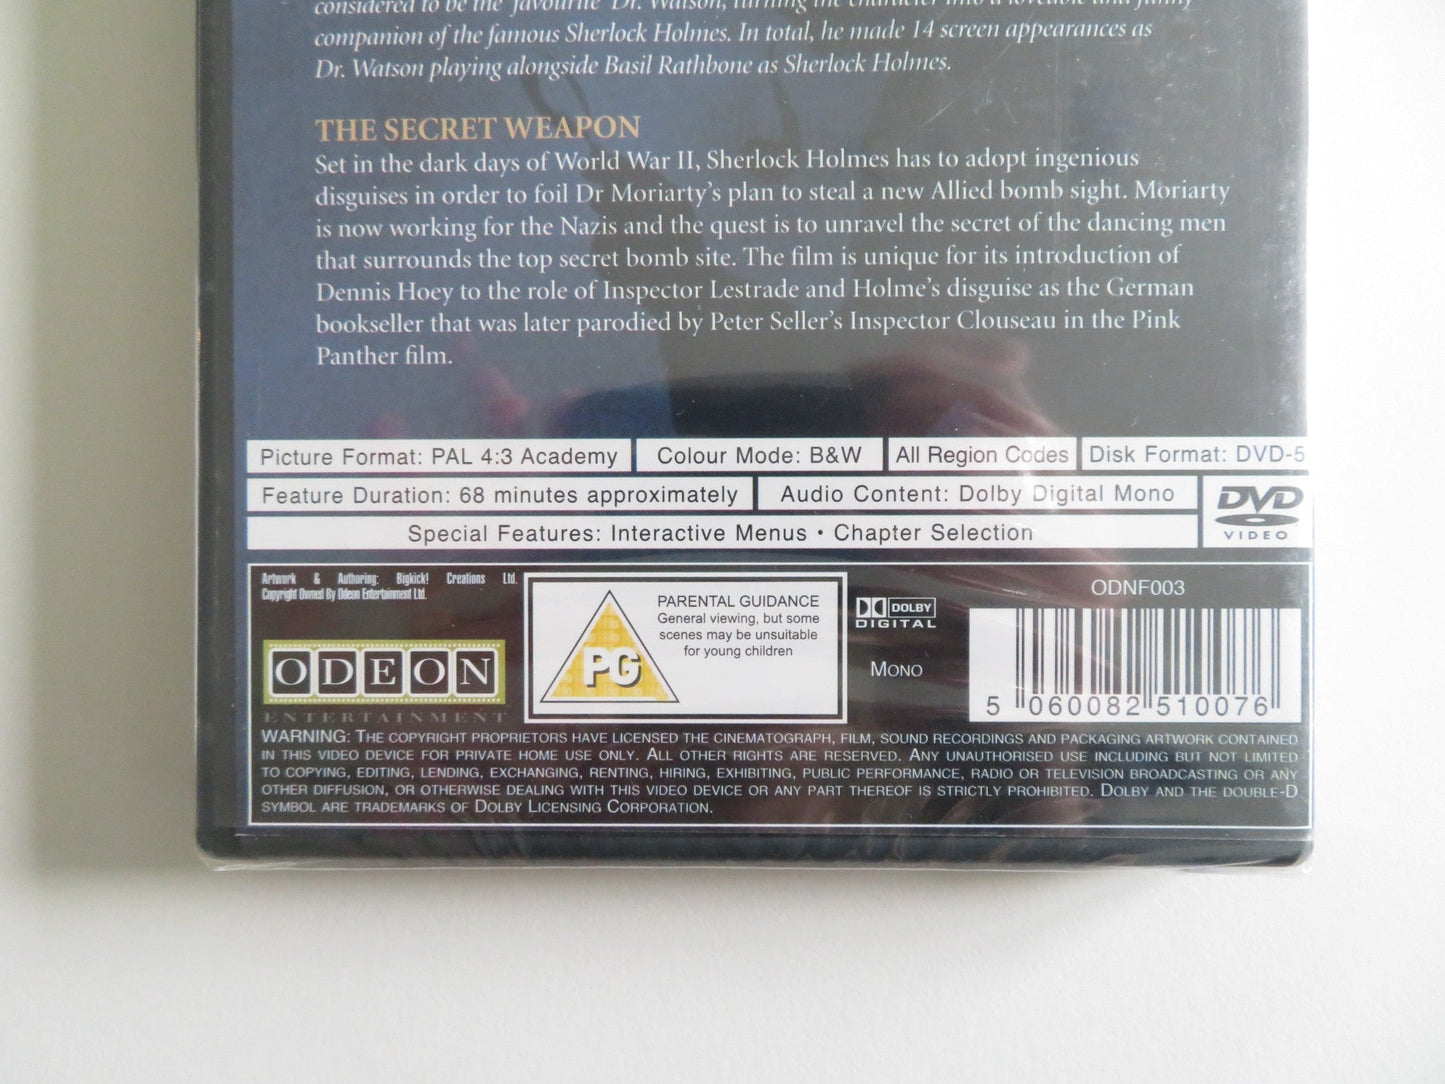 considered to be the 'favourite' Dr. Watson, turning the character into a loveable and funny
companion of the famous Sherlock Holmes. In total, he made 14 screen appearances as
Dr. Watson playing alongside Basil Rathbone as Sherlock Holmes.
THE SECRET WEAPON
Set in the dark days of World War II, Sherlock Holmes has to adopt ingenious
disguises in order to foil Dr Moriarty's plan to steal a new Allied bomb sight. Moriarty
is now working for the Nazis and the quest is to unravel the secret of the dancing men
that surrounds the top secret bomb site. The film is unique for its introduction of
Dennis Hoey to the role of Inspector Lestrade and Holme's disguise as the German
bookseller that was later parodied by Peter Seller's Inspector Clouseau in the Pink
Panther film.
Picture Format: PAL 4:3 Academy
Colour Mode: B&W
All Region Codes
Disk Format: DVD-5
Feature Duration: 68 minutes approximately
Audio Content: Dolby Digital Mono
DVD
VIDEO
Special Features: Interactive Menus • Chapter Selection
Artwork & Authoring: Bigkick! Creations Ltd.
Copyright Owned By Odeon Entertainment Ltd.
ODEON
ENTERTAINMENT
PG
PARENTAL GUIDANCE
General viewing, but some
scenes may be unsuitable
for young children
DOLBY
DIGITAL
MONO
ODNF003
5 060082 510076
WARNING: THE COPYRIGHT PROPRIETORS HAVE LICENSED THE CINEMATOGRAPH, FILM, SOUND RECORDINGS AND PACKAGING ARTWORK CONTAINED
IN THIS VIDEO DEVICE FOR PRIVATE HOME USE ONLY. ALL OTHER RIGHTS ARE RESERVED. ANY UNAUTHORISED USE INCLUDING BUT NOT LIMITED
TO COPYING, EDITING, LENDING, EXCHANGING, RENTING, HIRING, EXHIBITING, PUBLIC PERFORMANCE, RADIO OR TELEVISION BROADCASTING OR ANY
OTHER DIFFUSION, OR OTHERWISE DEALING WITH THIS VIDEO DEVICE OR ANY PART THEREOF IS STRICTLY PROHIBITED. DOLBY AND THE DOUBLE-D
SYMBOL ARE TRADEMARKS OF DOLBY LICENSING CORPORATION.